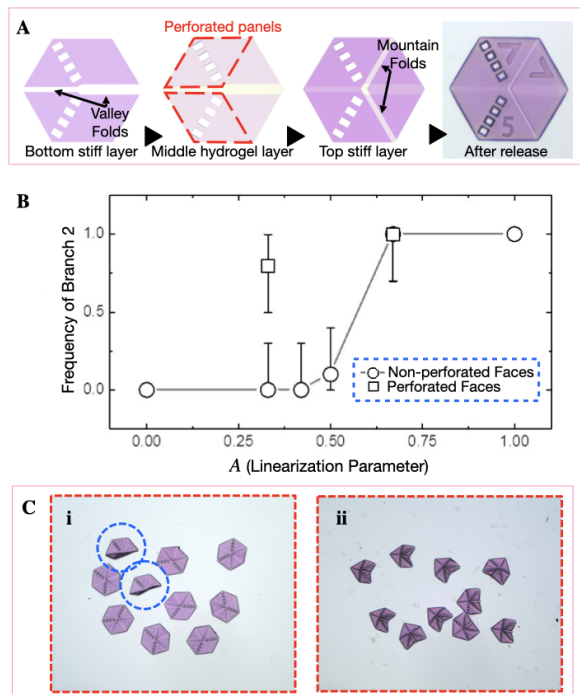 A
Perforated panels
Mountain
Folds
Valley
Folds
7
5
Bottom stiff layer
Middle hydrogel layer
Top stiff layer
After release
B
Frequency of Branch 2
1.0
0.5
0.0
Non-perforated Faces
Perforated Faces
0.00
0.25
0.50
0.75
1.00
A (Linearization Parameter)
C
i
ii